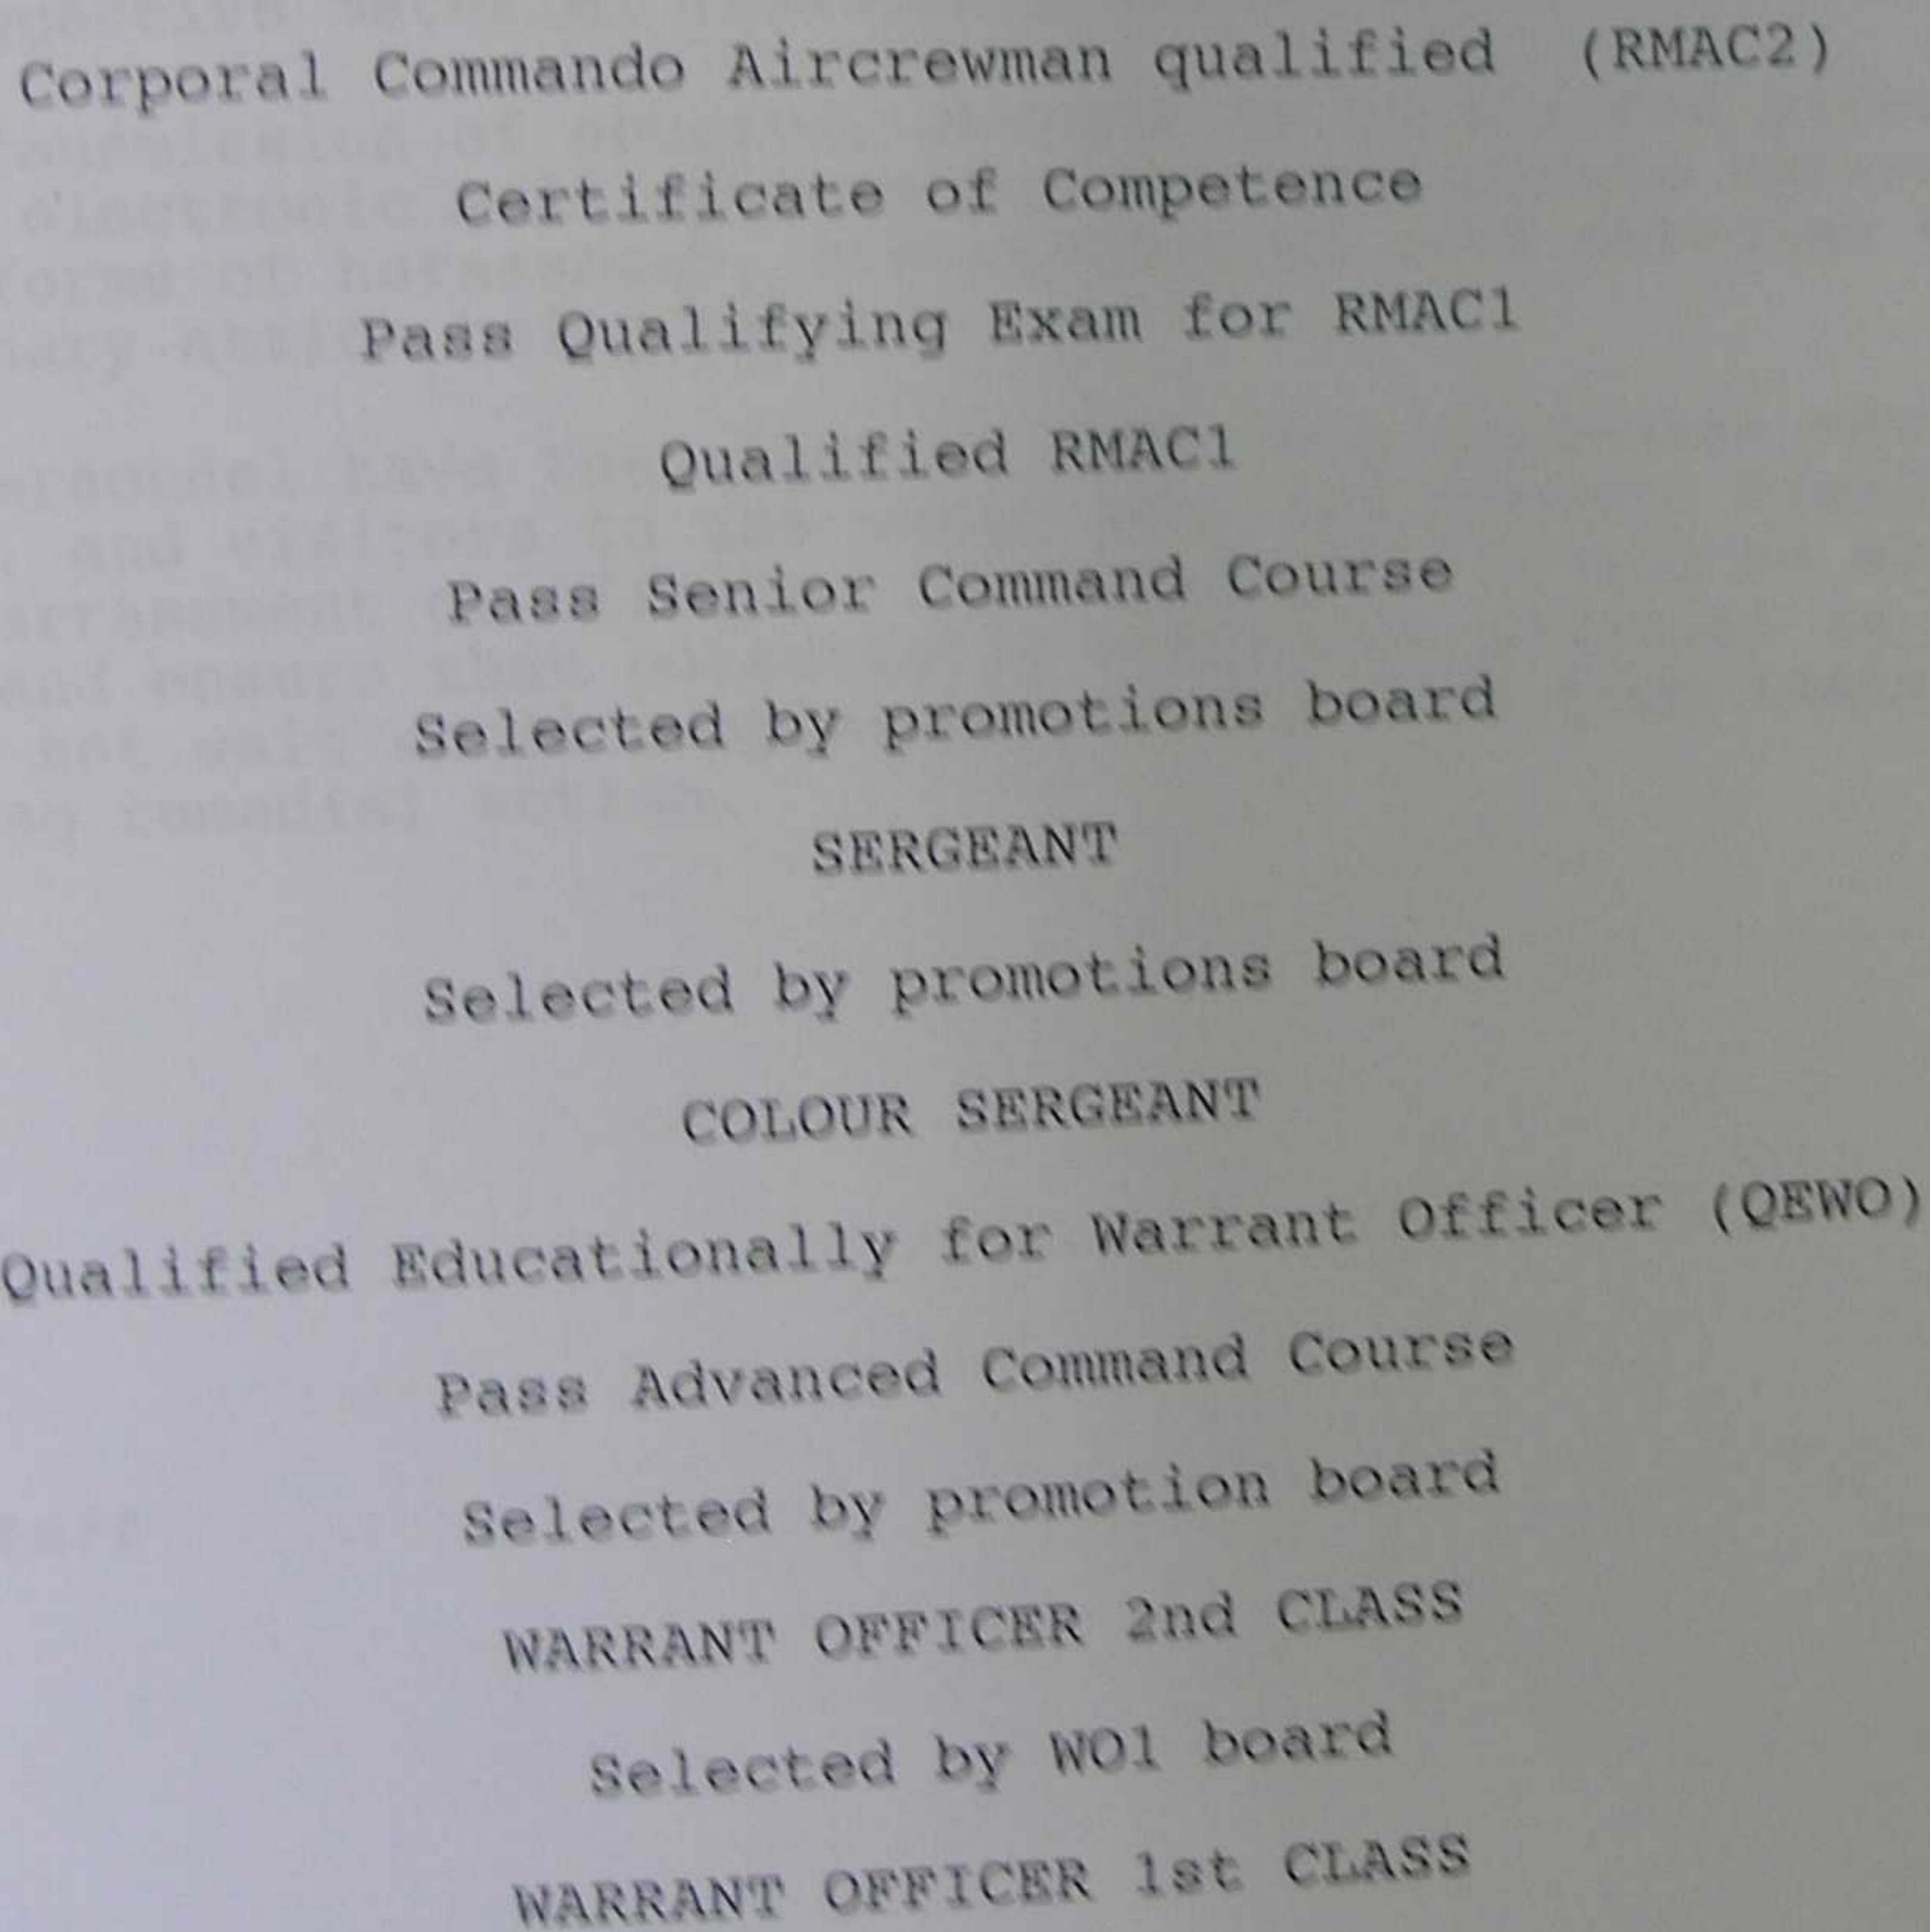 Corporal Commando Aircrewman qualified (RMAC2)
Certificate of Competence
Pass Qualifying Exam for RMAC1
Qualified RMAC1
Pass Senior Command Course
Selected by promotions board
SERGEANT
Selected by promotions board
COLOUR SERGEANT
Qualified Educationally for Warrant Officer (QEWO)
Pass Advanced Command Course
Selected by promotion board
WARRANT OFFICER 2nd CLASS
Selected by WO1 board
WARRANT OFFICER 1st CLASS